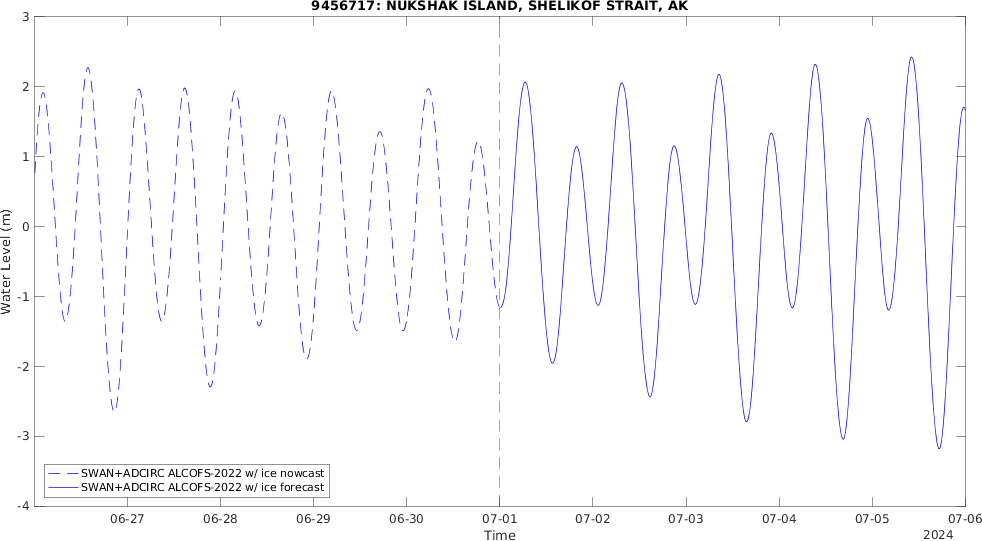 9456717: NUKSHAK ISLAND, SHELIKOF STRAIT, AK
3
2
1
0
-1
-2
-3
-4
Water Level (m)
SWAN+ADCIRC ALCOFS-2022 w/ ice nowcast
SWAN+ADCIRC ALCOFS-2022 w/ ice forecast
06-27 06-28 06-29 06-30 07-01 07-02 07-03 07-04 07-05 07-06
Time
2024